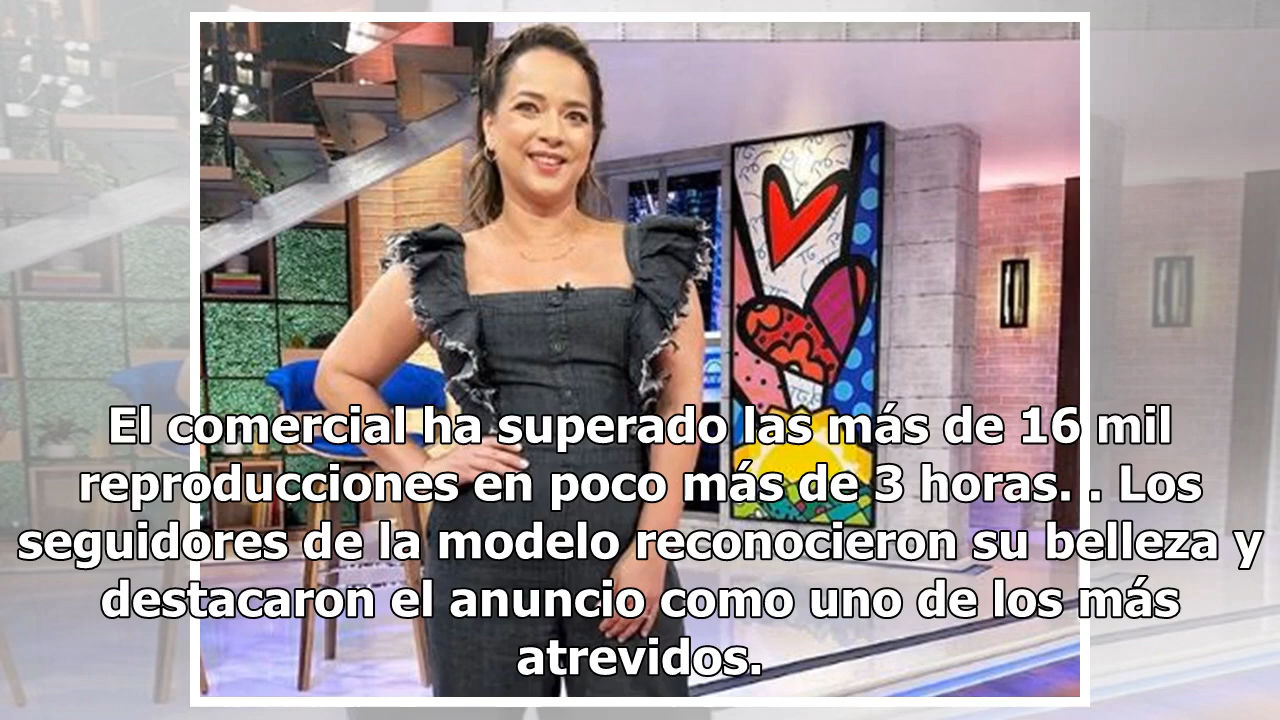 El comercial ha superado las más de 16 mil
reproducciones en poco más de 3 horas. . Los
seguidores de la modelo reconocieron su belleza y
destacaron el anuncio como uno de los más
atrevidos.